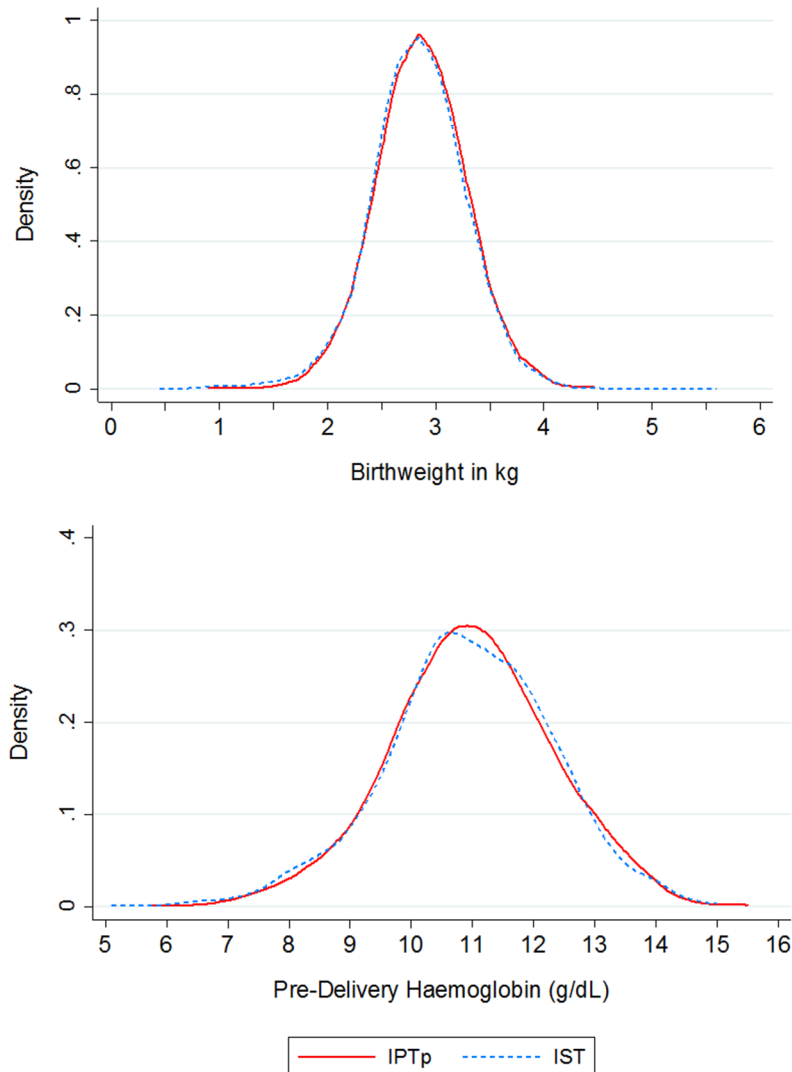 1
.8
.6
.4
.2
0
Density
0 1 2 3 4 5 6
Birthweight in kg
.4
.3
.2
.1
0
Density
5 6 7 8 9 10 11 12 13 14 15 16
Pre-Delivery Haemoglobin (g/dL)
IPTp IST